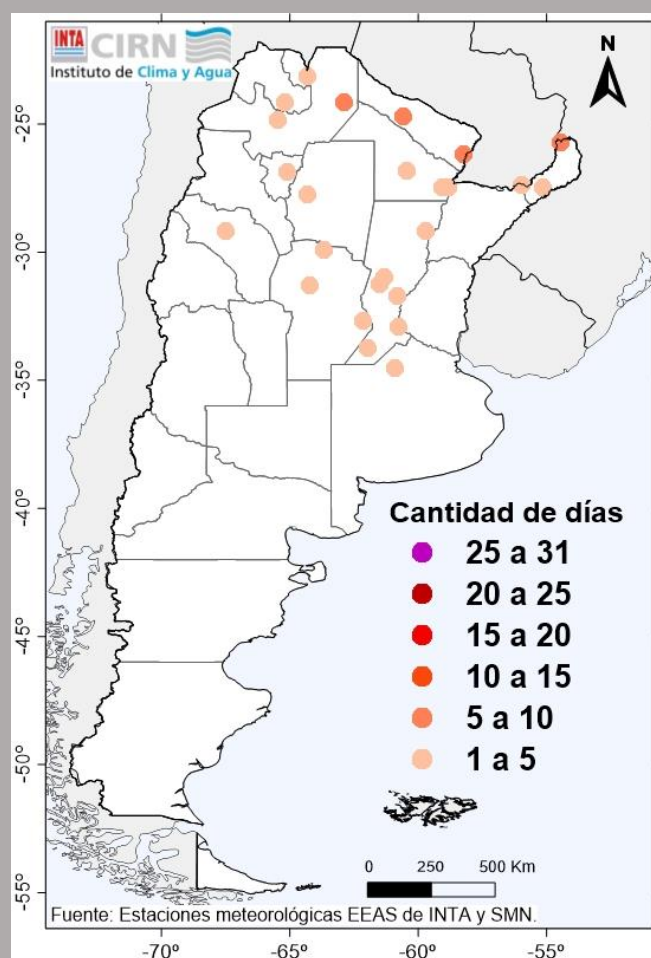 INTA CIRN
Instituto de Clima y Agua
N
-25°
-30°
-35°
-40°
-45°
-50°
-55°
Cantidad de días
25 a 31
20 a 25
15 a 20
10 a 15
5 a 10
1 a 5
0 250 500 Km
Fuente: Estaciones meteorológicas EEAS de INTA y SMN.
-70° -65° -60° -55°